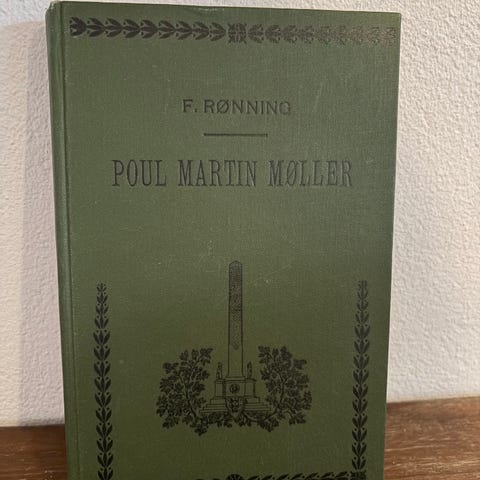 F. RØNNING
POUL MARTIN MØLLER